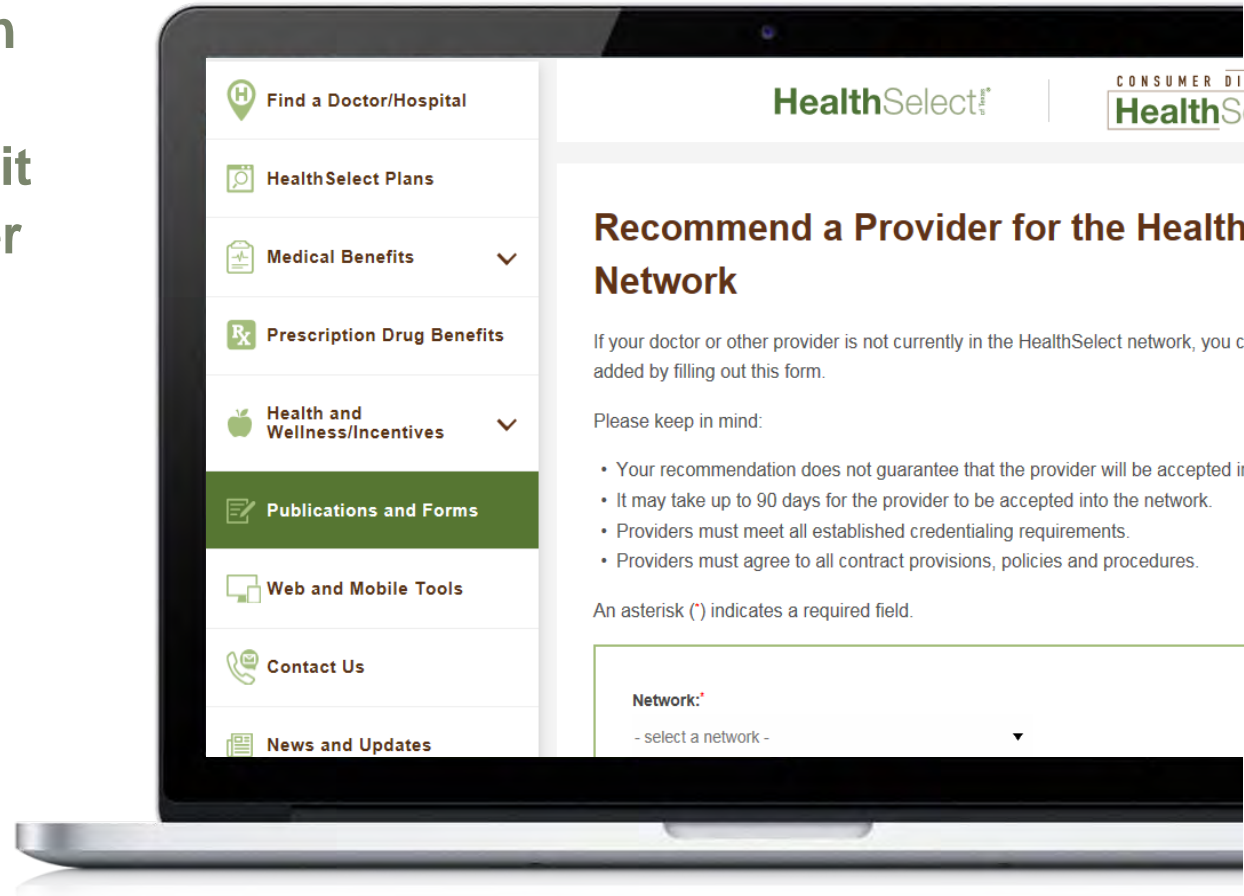 it
Find a Doctor/Hospital
HealthSelect Plans
Medical Benefits
Prescription Drug Benefits
Health and
Wellness/Incentives
Publications and Forms
Web and Mobile Tools
Contact Us
News and Updates
HealthSelect of Texas®
CONSUMER
Health
Recommend a Provider for the Health
Network
If your doctor or other provider is not currently in the HealthSelect network, you
added by filling out this form.
Please keep in mind:
• Your recommendation does not guarantee that the provider will be accepted
• It may take up to 90 days for the provider to be accepted into the network.
• Providers must meet all established credentialing requirements.
• Providers must agree to all contract provisions, policies and procedures.
An asterisk (*) indicates a required field.
Network:*
- select a network -